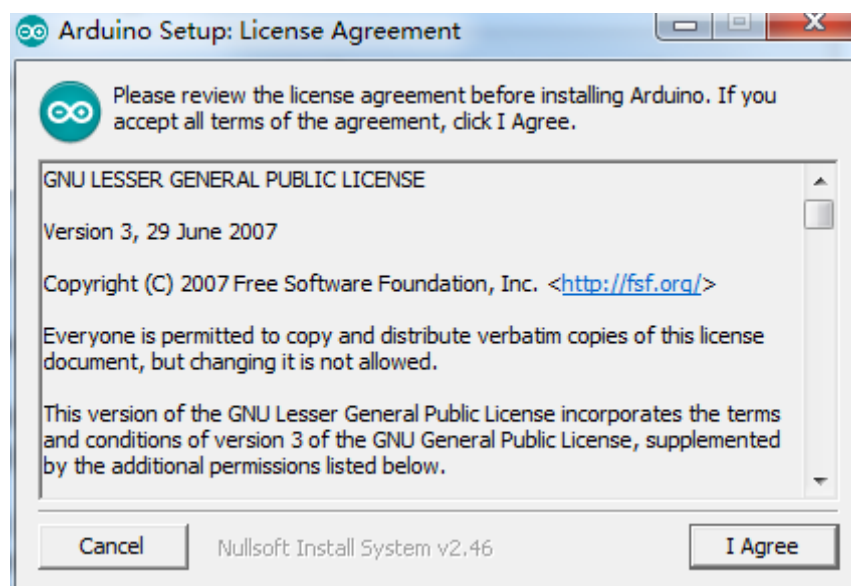 Arduino Setup: License Agreement
Please review the license agreement before installing Arduino. If you
accept all terms of the agreement, click I Agree.
GNU LESSER GENERAL PUBLIC LICENSE
Version 3, 29 June 2007
Copyright (C) 2007 Free Software Foundation, Inc. <http://fsf.org/>
Everyone is permitted to copy and distribute verbatim copies of this license
document, but changing it is not allowed.
This version of the GNU Lesser General Public License incorporates the terms
and conditions of version 3 of the GNU General Public License, supplemented
by the additional permissions listed below.
Cancel
Nullsoft Install System v2.46
I Agree